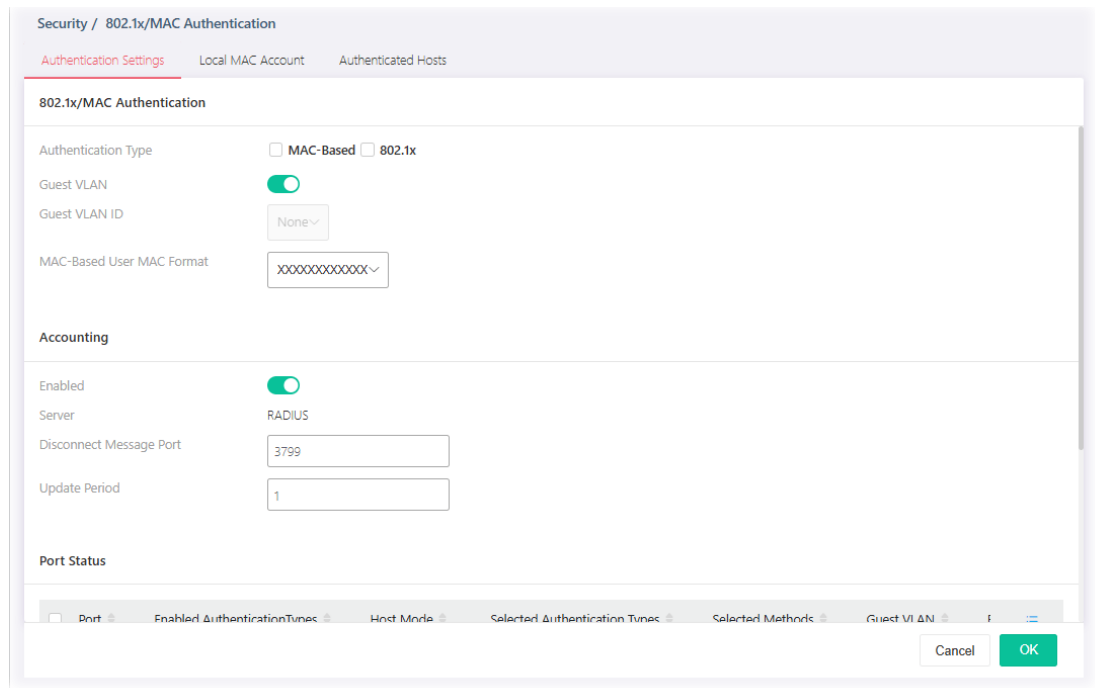 Security / 802.1x/MAC Authentication
Authentication Settings Local MAC Account Authenticated Hosts
802.1x/MAC Authentication
Authentication Type MAC-Based 802.1x
Guest VLAN
Guest VLAN ID None
MAC-Based User MAC Format XXXXXXXXXXXX
Accounting
Enabled
Server RADIUS
Disconnect Message Port 3799
Update Period 1
Port Status
Port Enabled AuthenticationTypes Host Mode Selected Authentication Types Selected Methods Guest VLAN
Cancel OK